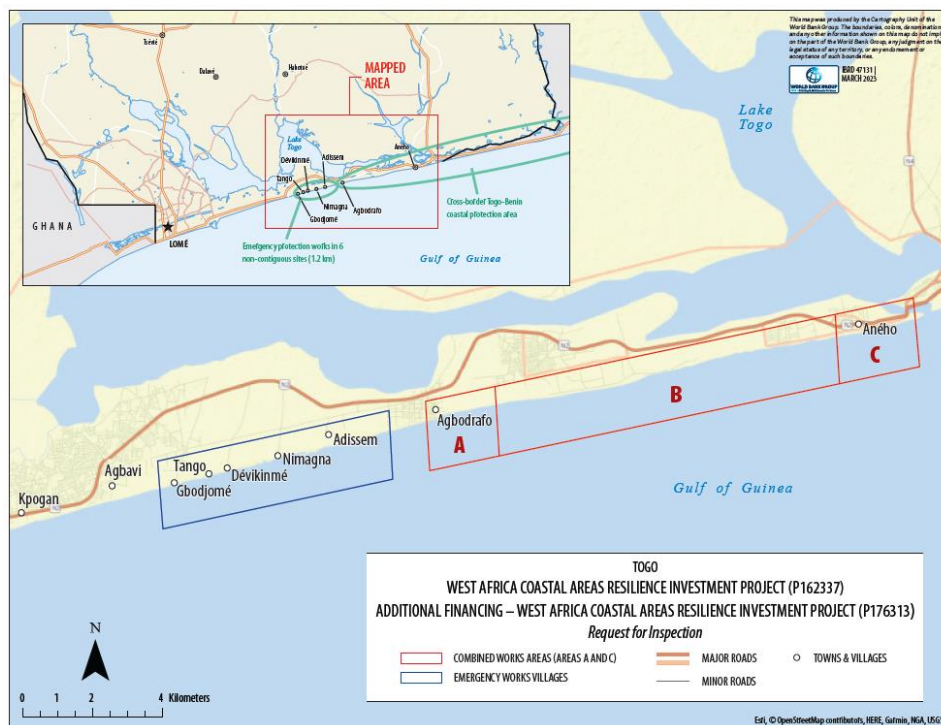 This map was produced by the Cartography Unit of the
World Bank Group. The boundaries, colors, denomination
and any other information shown on this map do not impl
on the part of the World Bank Group, any judgment on the
legal status of any territory, or any endorsement or
acceptance of such boundaries.
WORLD BANK GROUP
IBRD 47131 |
MARCH 2025
Tsévié
Hahotoé
MAPPED
AREA
Lake
Togo
Lake
Togo
Adissem
Dévikinmé
Tango
Aného
Nimagna
Agbodrafo
Gbodjomé
Cross-border Togo-Benin
coastal protection area
GHANA
LOMÉ
Emergency protection works in 6
non-contiguous sites (1.2 km)
Gulf of Guinea
Aného
C
B
Agbodrafo
A
Adissem
Nimagna
Tango
Dévikinmé
Gbodjomé
Agbavi
Kpogan
Gulf of Guinea
TOGO
WEST AFRICA COASTAL AREAS RESILIENCE INVESTMENT PROJECT (P162337)
ADDITIONAL FINANCING – WEST AFRICA COASTAL AREAS RESILIENCE INVESTMENT PROJECT (P176313)
Request for Inspection
COMBINED WORKS AREAS (AREAS A AND C)
MAJOR ROADS
TOWNS & VILLAGES
EMERGENCY WORKS VILLAGES
MINOR ROADS
N
0 1 2 4 Kilometers
Esri, © OpenStreetMap contributors, HERE, Garmin, NGA, USG